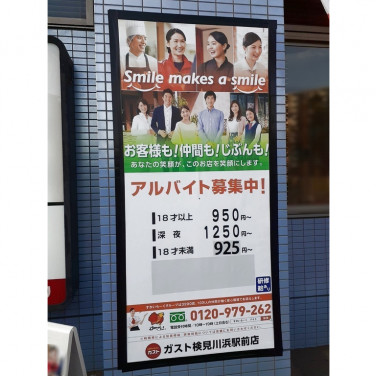 Smile makes a smile
お客様も!仲間も!じぶんも!
あなたの笑顔が、このお店を笑顔にします。
アルバイト募集中!
18才以上 950円~
深夜 1250円~
18才未満 925円~
研修
0120-979-262
ガスト ガスト検見川浜駅前店